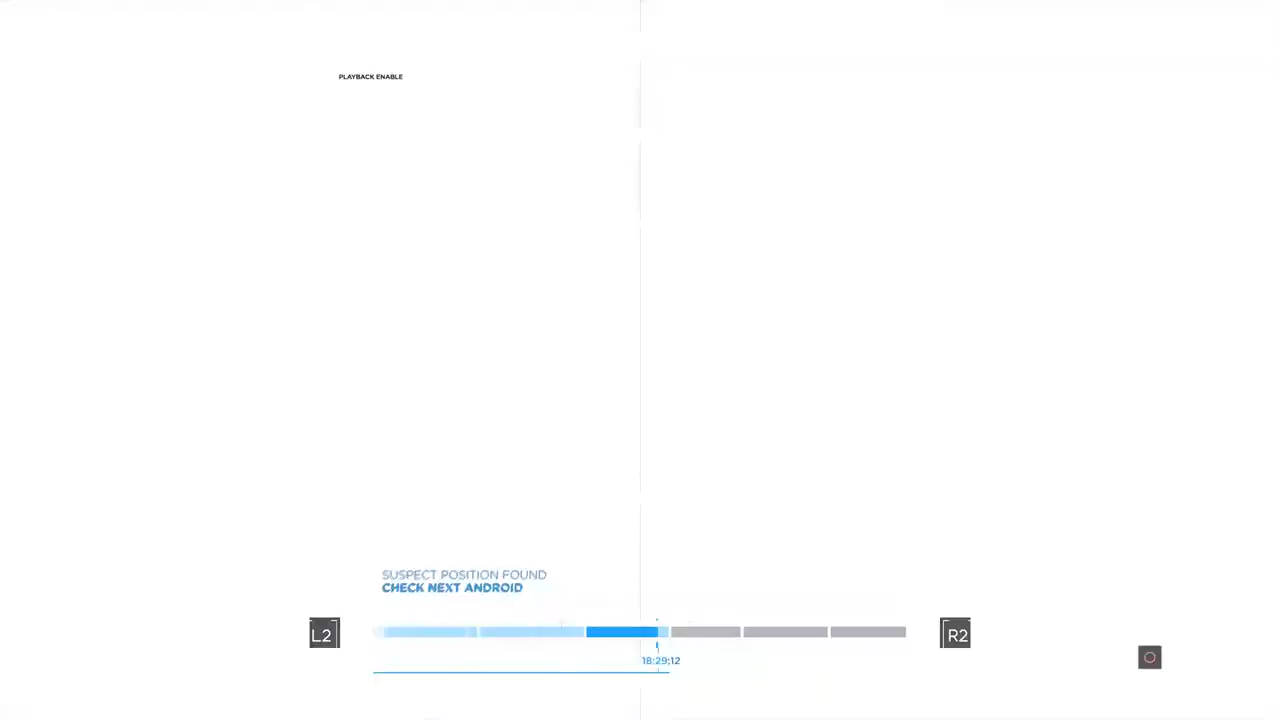 PLAYBACK ENABLE
SUSPECT POSITION FOUND
CHECK NEXT ANDROID
L2
R2
18:29;12